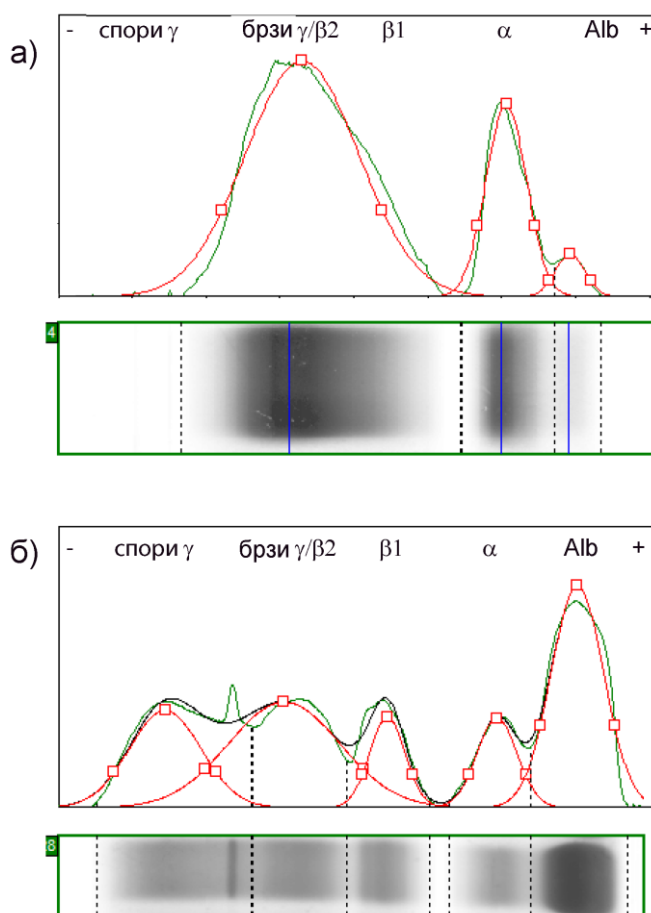 а)
- спори γ брзи γ/β2 β1 α Alb +
4
б)
- спори γ брзи γ/β2 β1 α Alb +
8